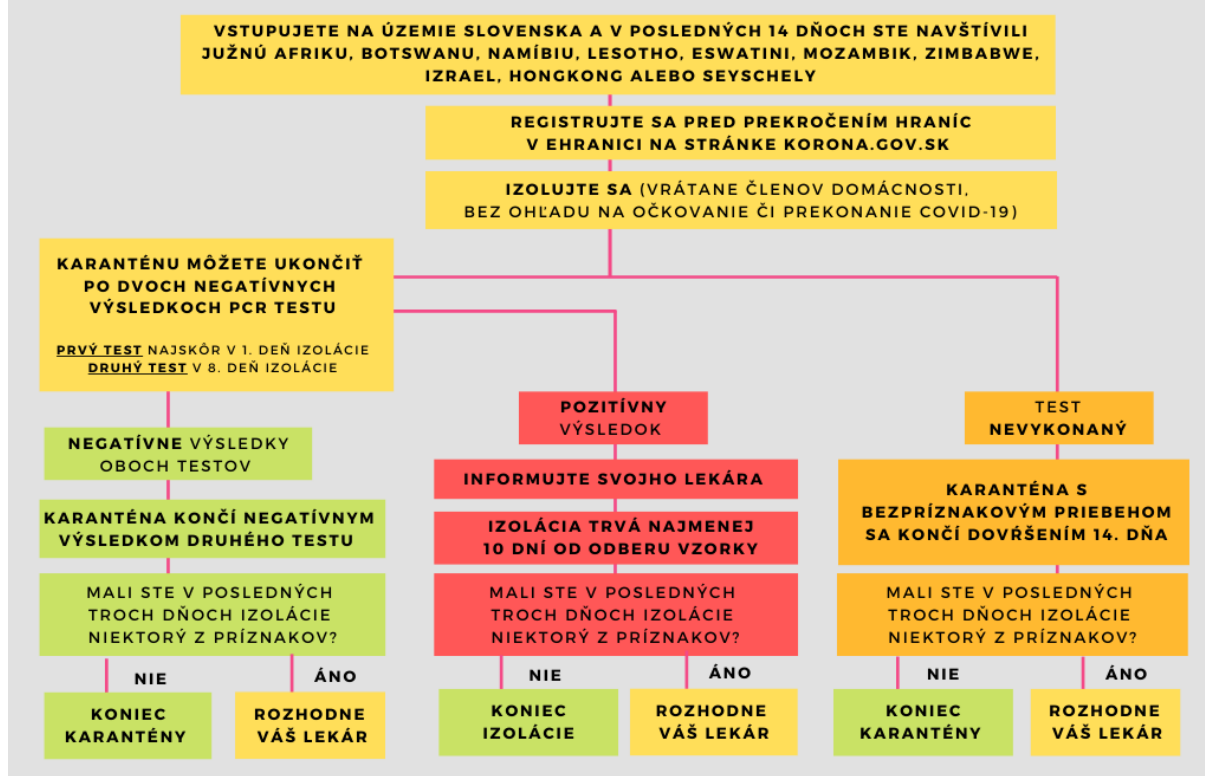 VSTUPUJETE NA ÚZEMIE SLOVENSKA A V POSLEDNÝCH 14 DŇOCH STE NAVŠTÍVILI
JUŽNÚ AFRIKU, BOTSWANU, NAMÍBIU, LESOTHO, ESWATINI, MOZAMBIK, ZIMBABWE,
IZRAEL, HONGKONG ALEBO SEYSCHELY
REGISTRUJTE SA PRED PREKROČENÍM HRANÍC
V EHRANICI NA STRÁNKE KORONA.GOV.SK
IZOLUJTE SA (VRÁTANE ČLENOV DOMÁCNOSTI,
BEZ OHĽADU NA OČKOVANIE ČI PREKONANIE COVID-19)
KARANTÉNU MÔŽETE UKONČIŤ
PO DVOCH NEGATÍVNYCH
VÝSLEDKOCH PCR TESTU
PRVÝ TEST NAJSKÔR V 1. DEŇ IZOLÁCIE
DRUHÝ TEST V 8. DEŇ IZOLÁCIE
NEGATÍVNE VÝSLEDKY
OBOCH TESTOV
KARANTÉNA KONČÍ NEGATÍVNYM
VÝSLEDKOM DRUHÉHO TESTU
MALI STE V POSLEDNÝCH
TROCH DŇOCH IZOLÁCIE
NIEKTORÝ Z PRÍZNAKOV?
NIE
ÁNO
KONIEC
KARANTÉNY
ROZHODNE
VÁŠ LEKÁR
POZITÍVNY
VÝSLEDOK
INFORMUJTE SVOJHO LEKÁRA
IZOLÁCIA TRVÁ NAJMENEJ
10 DNÍ OD ODBERU VZORKY
MALI STE V POSLEDNÝCH
TROCH DŇOCH IZOLÁCIE
NIEKTORÝ Z PRÍZNAKOV?
NIE
ÁNO
KONIEC
IZOLÁCIE
ROZHODNE
VÁŠ LEKÁR
TEST
NEVYKONANÝ
KARANTÉNA S
BEZPRÍZNAKOVÝM PRIEBEHOM
SA KONČÍ DOVŔŠENÍM 14. DŇA
MALI STE V POSLEDNÝCH
TROCH DŇOCH IZOLÁCIE
NIEKTORÝ Z PRÍZNAKOV?
NIE
ÁNO
KONIEC
KARANTÉNY
ROZHODNE
VÁŠ LEKÁR